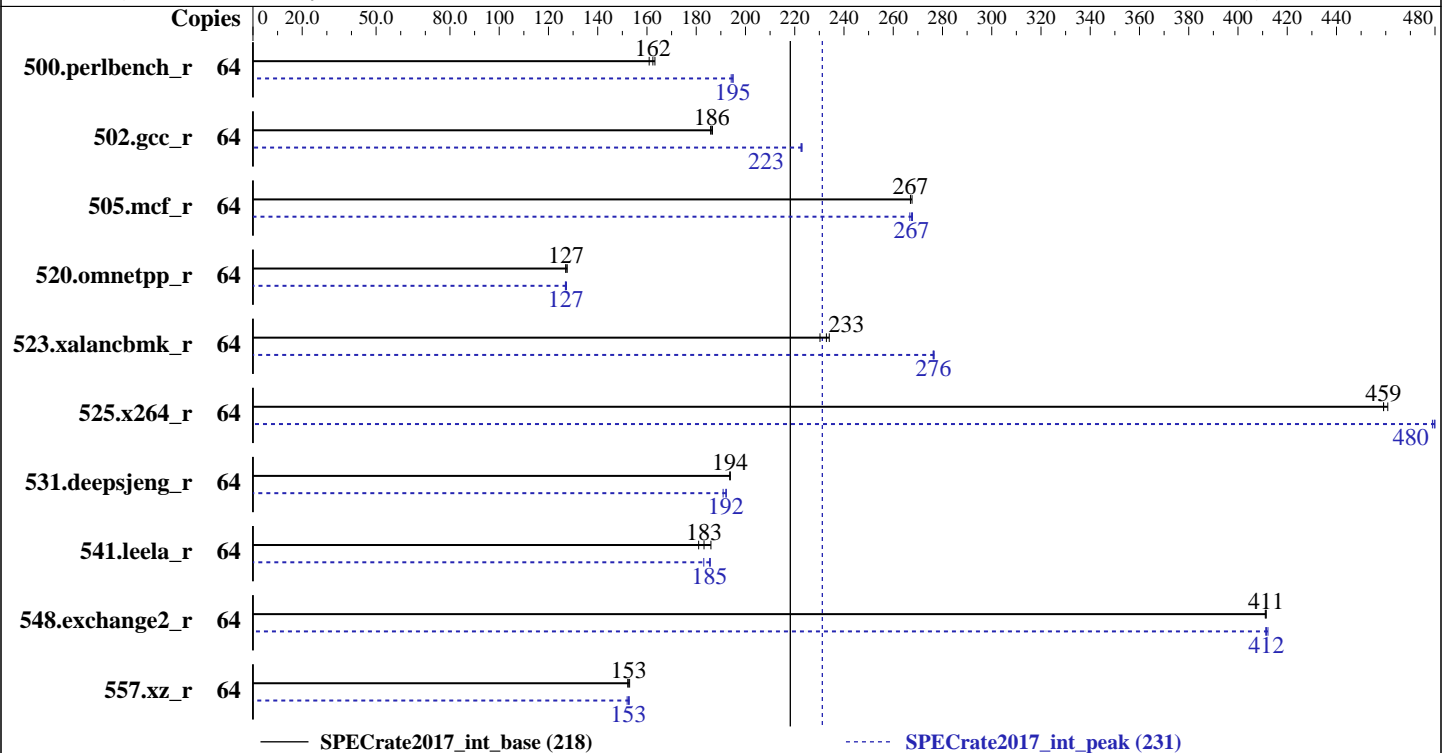 Copies 0 20.0 50.0 80.0 100 120 140 160 180 200 220 240 260 280 300 320 340 360 380 400 420 440 480
162
500.perlbench_r 64
195
186
502.gcc_r 64
223
267
505.mcf_r 64
267
127
520.omnetpp_r 64
127
233
523.xalancbmk_r 64
276
459
525.x264_r 64
480
194
531.deepsjeng_r 64
192
183
541.leela_r 64
185
411
548.exchange2_r 64
412
153
557.xz_r 64
153
SPECrate2017_int_base (218) SPECrate2017_int_peak (231)